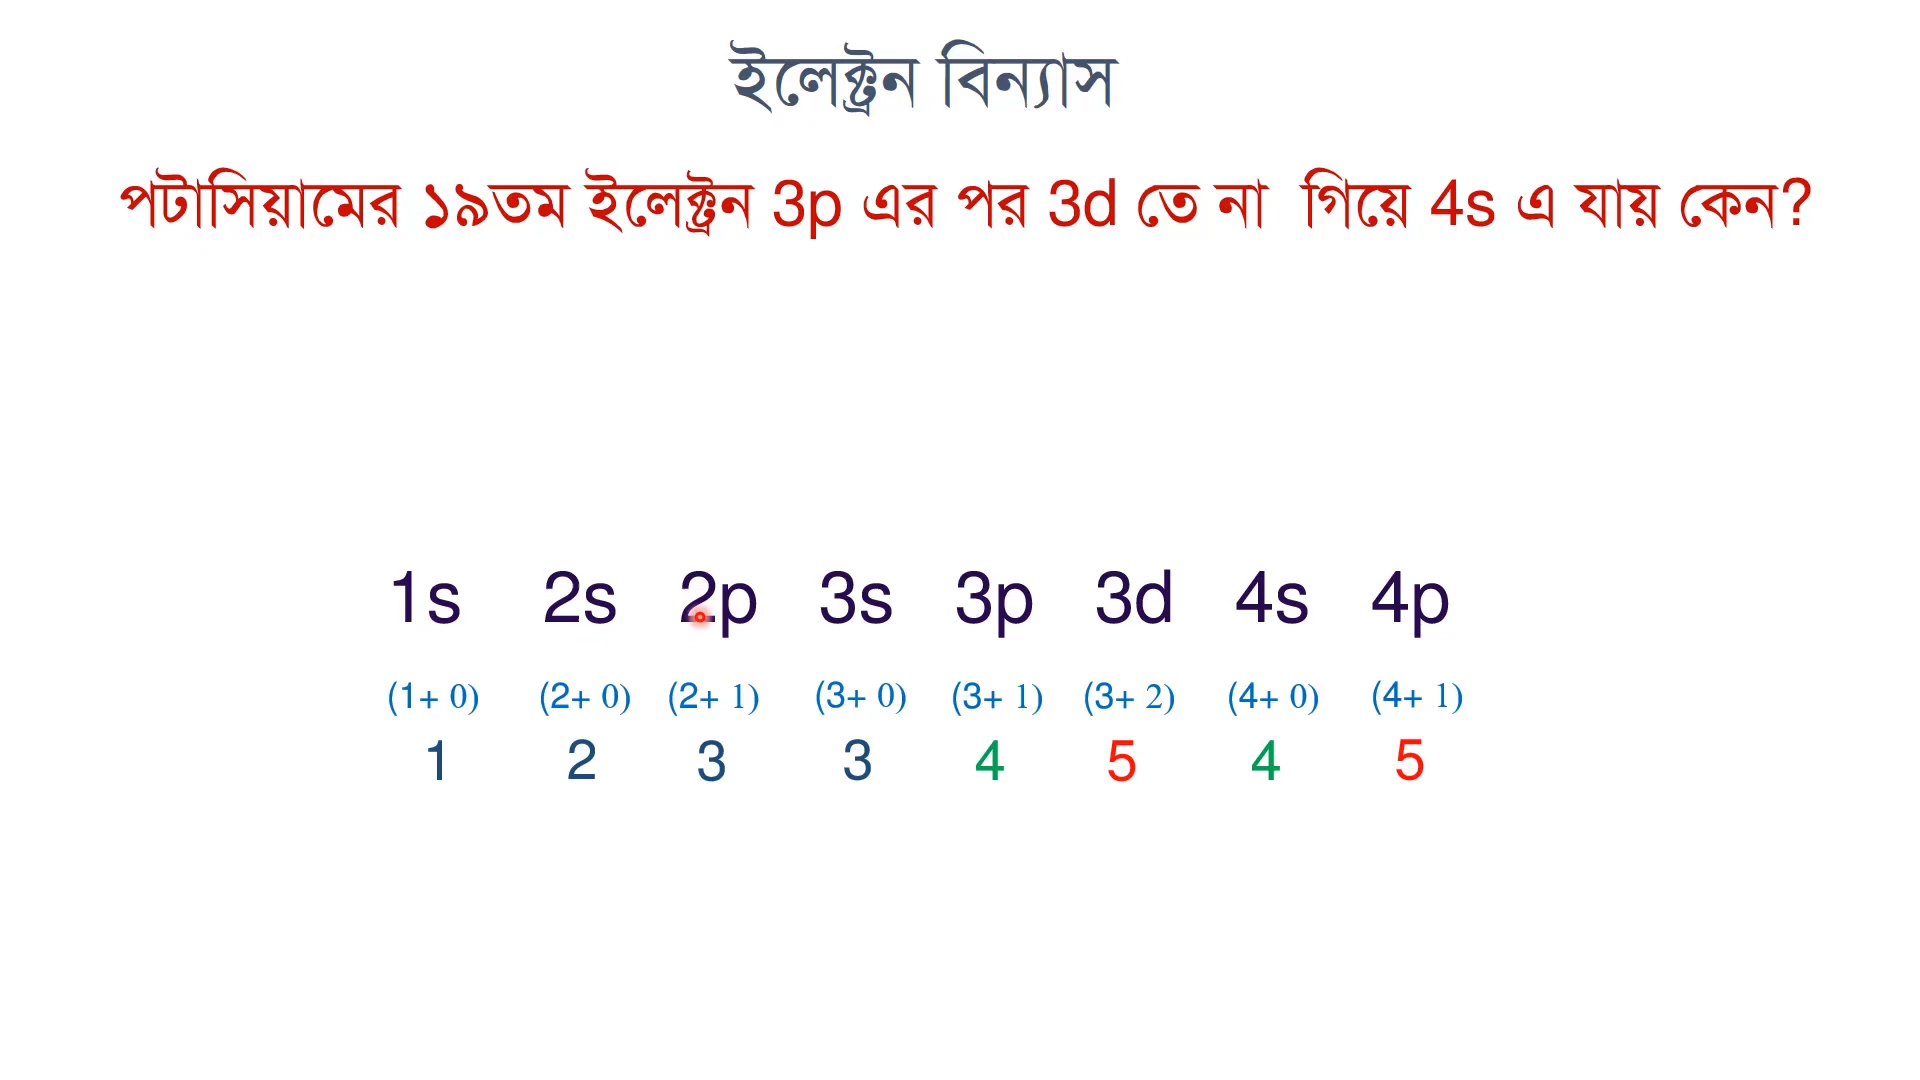 ইলেক্ট্রন বিন্যাস
পটাসিয়ামের ১৯তম ইলেক্ট্রন 3p এর পর 3d তে না গিয়ে 4s এ যায় কেন?
1s 2s 2p 3s 3p 3d 4s 4p
(1+ 0) (2+ 0) (2+ 1) (3+ 0) (3+ 1) (3+ 2) (4+ 0) (4+ 1)
1 2 3 3 4 5 4 5